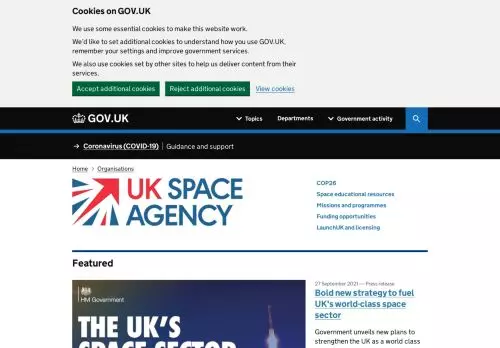 Cookies on GOV.UK
We use some essential cookies to make this website work.
We'd like to set additional cookies to understand how you use GOV.UK,
remember your settings and improve government services.
We also use cookies set by other sites to help us deliver content from their
services.
Accept additional cookies Reject additional cookies View cookies
GOV.UK Topics Departments Government activity
→ Coronavirus (COVID-19) Guidance and support
Home > Organisations
UK SPACE
AGENCY
COP26
Space educational resources
Missions and programmes
Funding opportunities
LaunchUK and licensing
Featured
HM Government
THE UK'S
SPACE SECTOR
27 September 2021 — Press release
Bold new strategy to fuel
UK's world-class space
sector
Government unveils new plans to
strengthen the UK as a world class